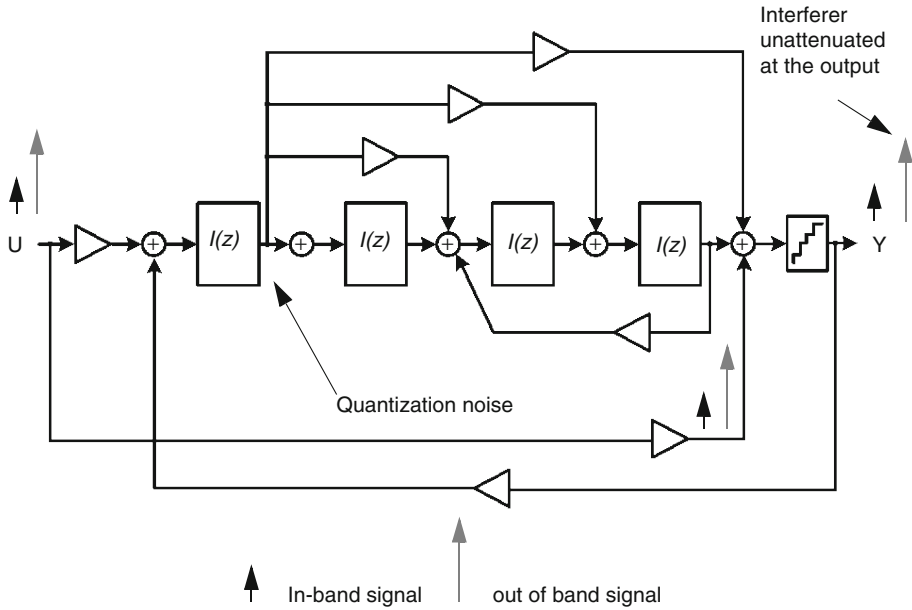 Interferer
unattenuated
at the output
I(z)
I(z)
I(z)
I(z)
U
Y
Quantization noise
In-band signal
out of band signal